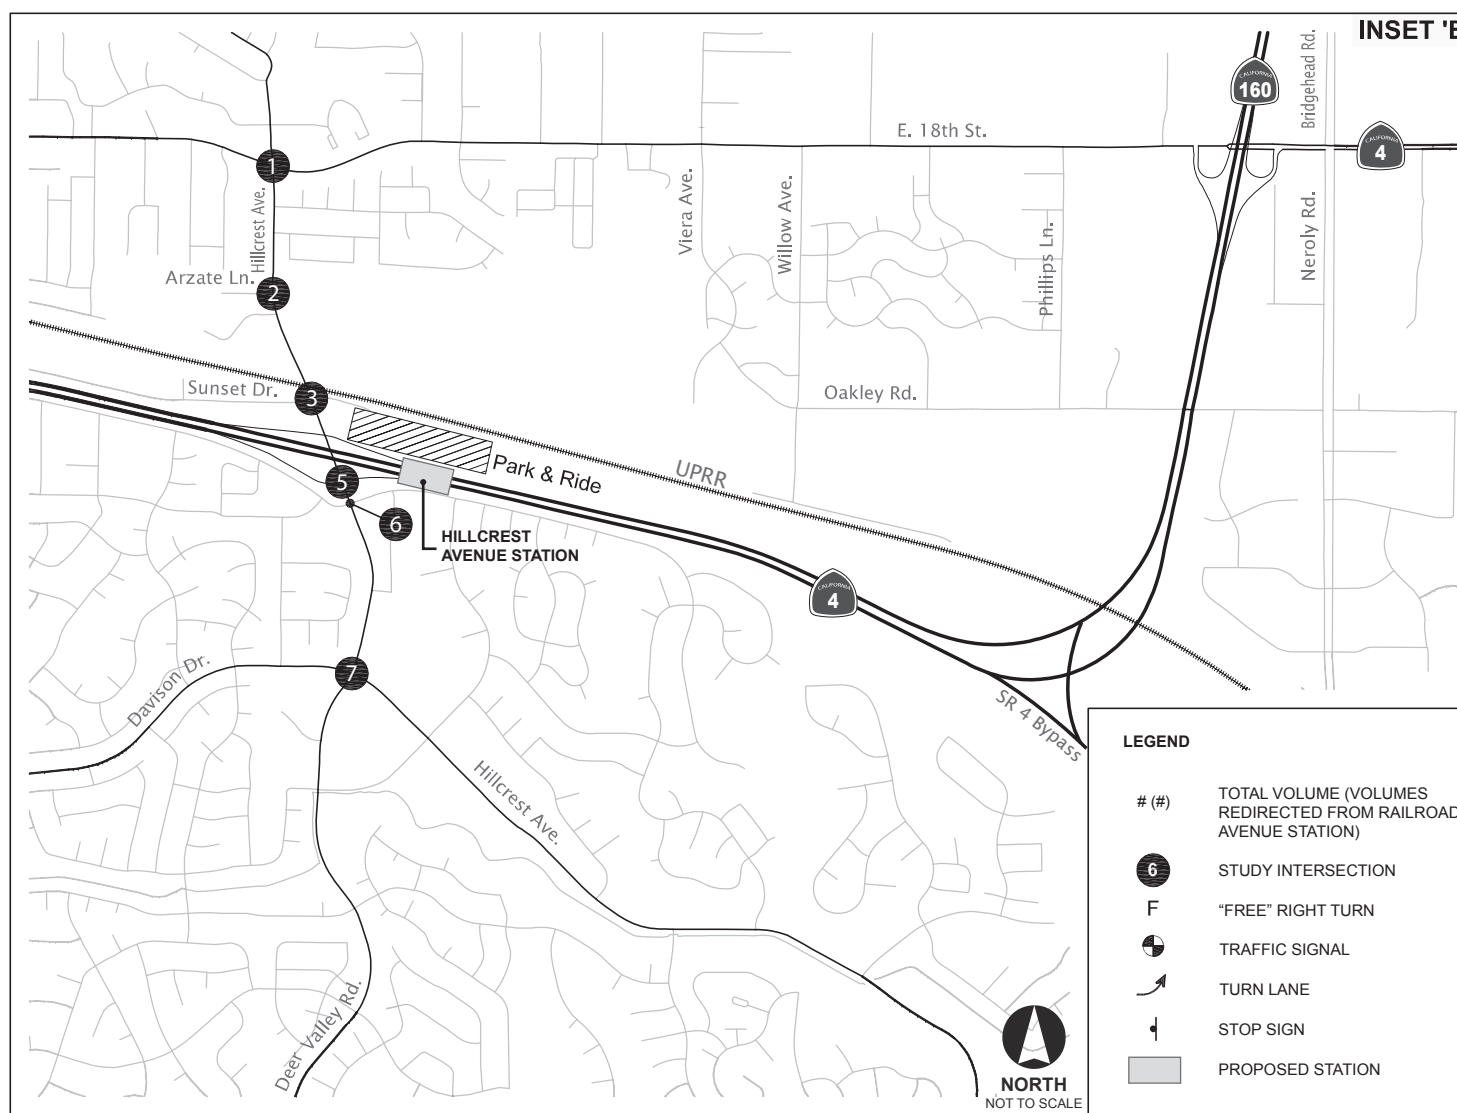 INSET 'E
Bridgehead Rd.
CALIFORNIA
160
E. 18th St.
CALIFORNIA
4
1
Hillcrest Ave.
Viera Ave.
Willow Ave.
Phillips Ln.
Neroly Rd.
Arzate Ln.
2
Sunset Dr.
3
Oakley Rd.
Park & Ride
UPRR
5
6
HILLCREST
AVENUE STATION
CALIFORNIA
4
7
Davison Dr.
SR 4 Bypass
Hillcrest Ave.
Deer Valley Rd.
NORTH
NOT TO SCALE
LEGEND
# (#)
TOTAL VOLUME (VOLUMES
REDIRECTED FROM RAILROAD
AVENUE STATION)
6
STUDY INTERSECTION
F
“FREE” RIGHT TURN
TRAFFIC SIGNAL
TURN LANE
STOP SIGN
PROPOSED STATION